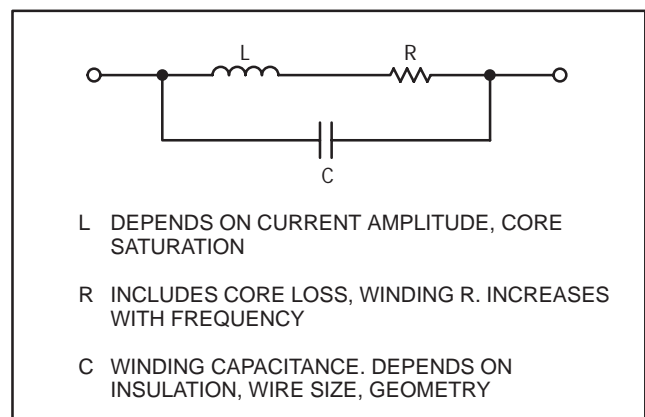 L R
C
L DEPENDS ON CURRENT AMPLITUDE, CORE
SATURATION
R INCLUDES CORE LOSS, WINDING R. INCREASES
WITH FREQUENCY
C WINDING CAPACITANCE. DEPENDS ON
INSULATION, WIRE SIZE, GEOMETRY